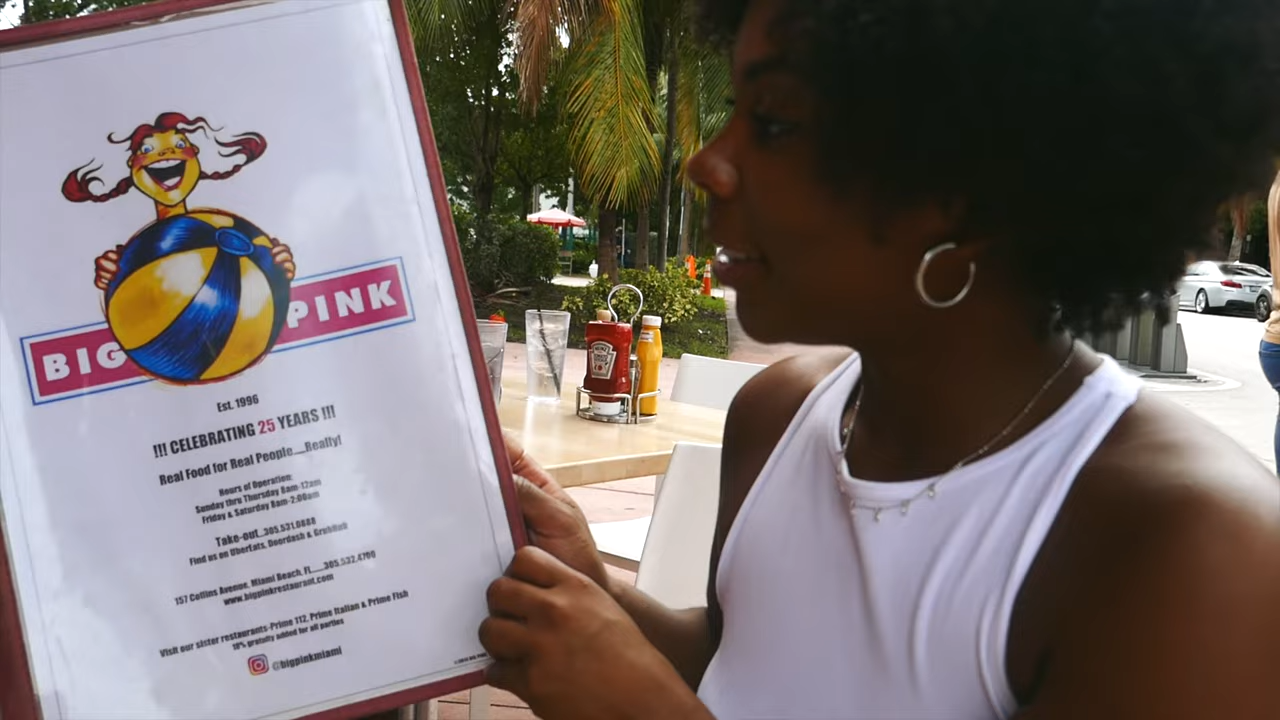 BIG PINK
Est. 1996
!!! CELEBRATING 25 YEARS !!!
Real Food for Real People....Really!
Hours of Operation:
Sunday thru Thursday 8am-12am
Friday & Saturday 8am-2:00am
Take-out...305.531.0888
Find us on UberEats, Doordash & Grubhub
157 Collins Avenue, Miami Beach, FL.....305.532.4700
www.bigpinkrestaurant.com
Visit our sister restaurants-Prime 112, Prime Italian & Prime Fish
18% gratuity added for all parties
@bigpinkmiami
HEINZ